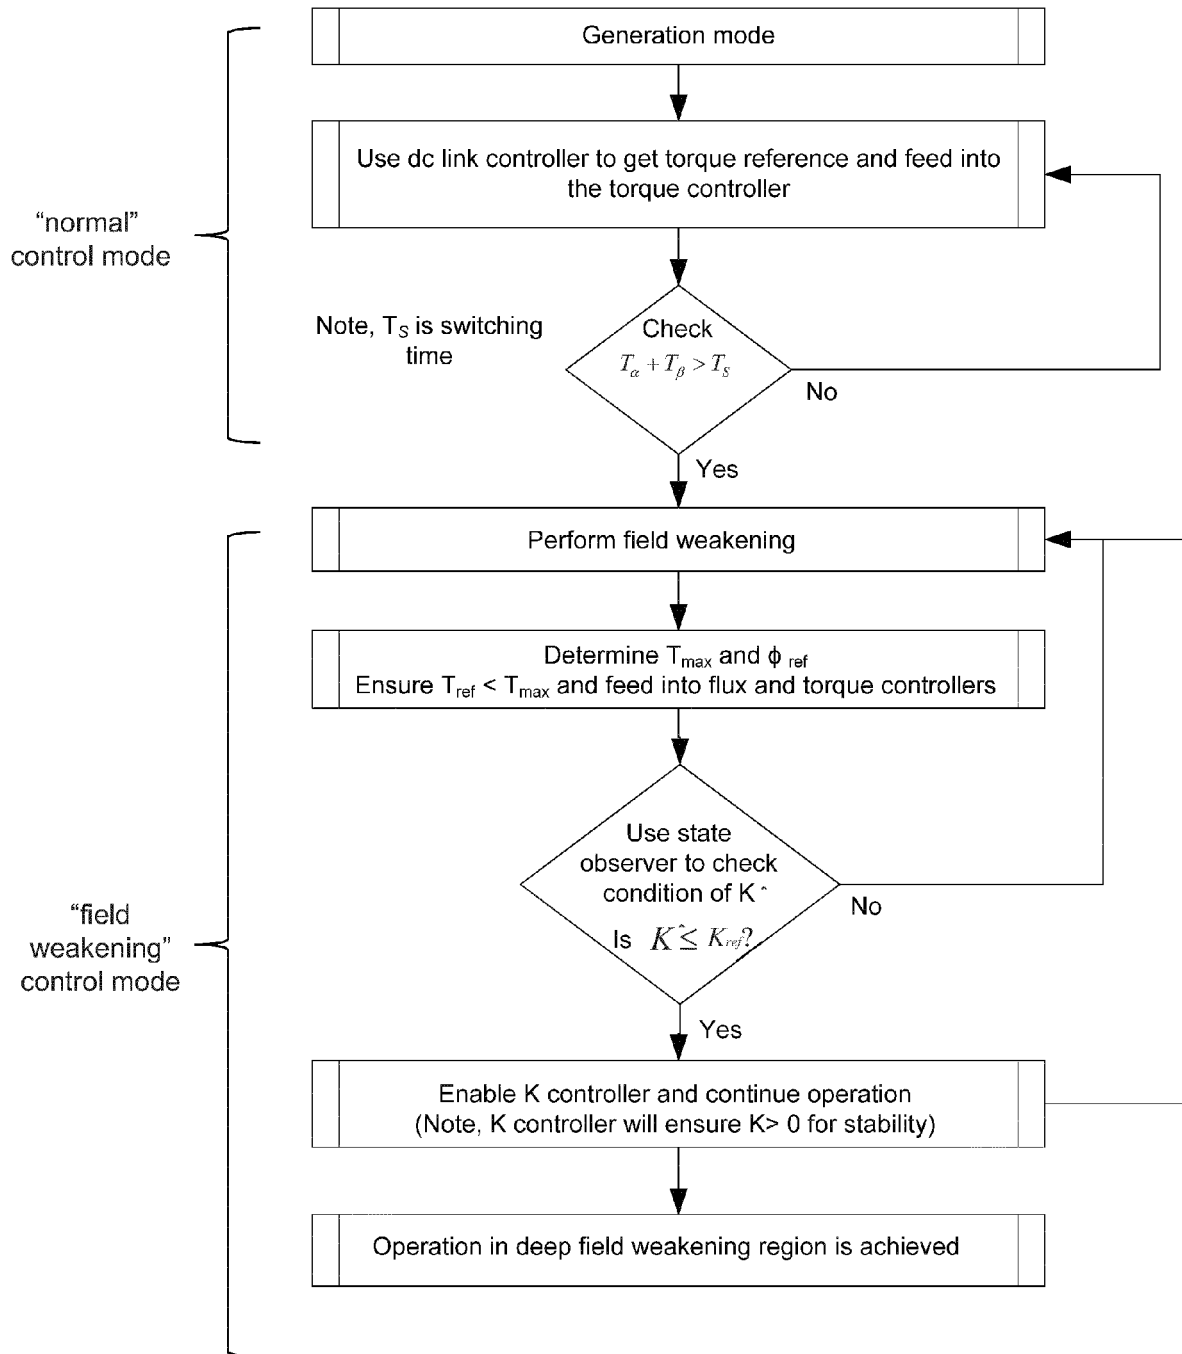 Generation mode
Use dc link controller to get torque reference and feed into
the torque controller
"normal"
control mode
Note, T_S is switching
time
Check
T_α + T_β > T_S
No
Yes
Perform field weakening
Determine T_max and ϕ_ref
Ensure T_ref < T_max and feed into flux and torque controllers
Use state
observer to check
condition of K^
Is K^ ≤ K_ref?
No
"field
weakening"
control mode
Yes
Enable K controller and continue operation
(Note, K controller will ensure K> 0 for stability)
Operation in deep field weakening region is achieved